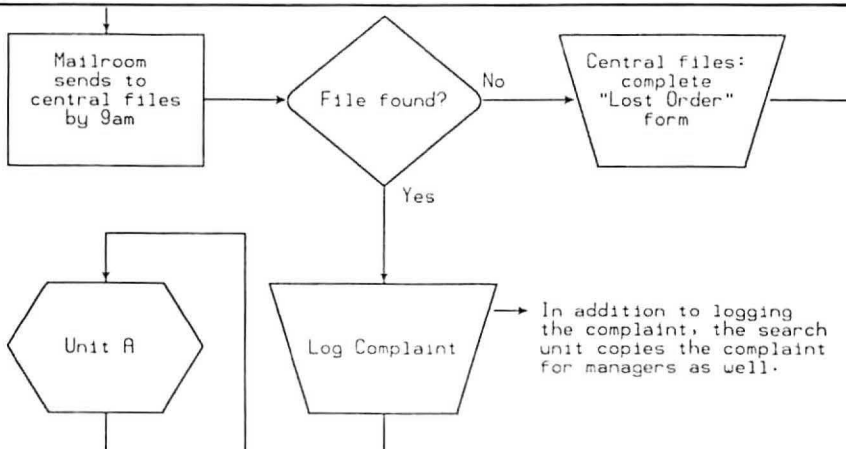 Mailroom
sends to
central files
by 9am
File found?
No
Central files:
complete
"Lost Order"
form
Yes
Unit A
Log Complaint
In addition to logging
the complaint, the search
unit copies the complaint
for managers as well.